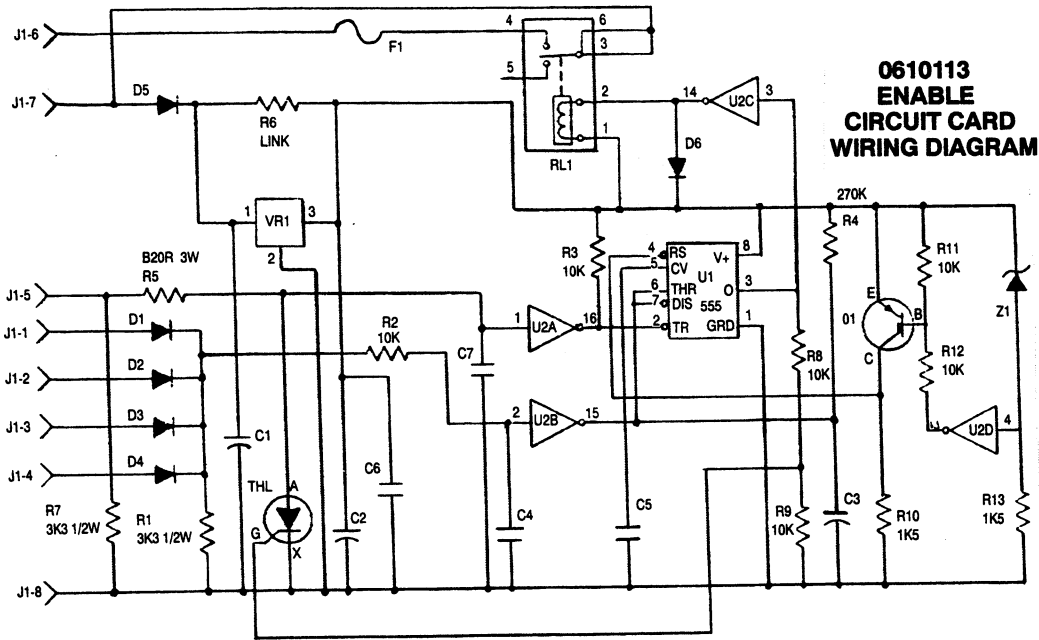 J1-6
F1
4
6
3
5
2
1
RL1
14
U2C
3
D6
0610113
ENABLE
CIRCUIT CARD
WIRING DIAGRAM
J1-7
D5
R6
LINK
1
VR1
3
2
270K
R4
R3
10K
4
RS
V+
8
5
CV
U1
6
THR
O
3
7
DIS
555
2
TR
GRD
1
R11
10K
Z1
E
01
B
C
R12
10K
B20R 3W
R5
J1-5
J1-1
D1
R2
10K
1
U2A
16
C7
R8
10K
J1-2
D2
J1-3
D3
2
U2B
15
U2D
4
J1-4
D4
C1
C6
THL
A
G
X
R7
3K3 1/2W
R1
3K3 1/2W
C2
C4
C5
R9
10K
C3
R10
1K5
R13
1K5
J1-8